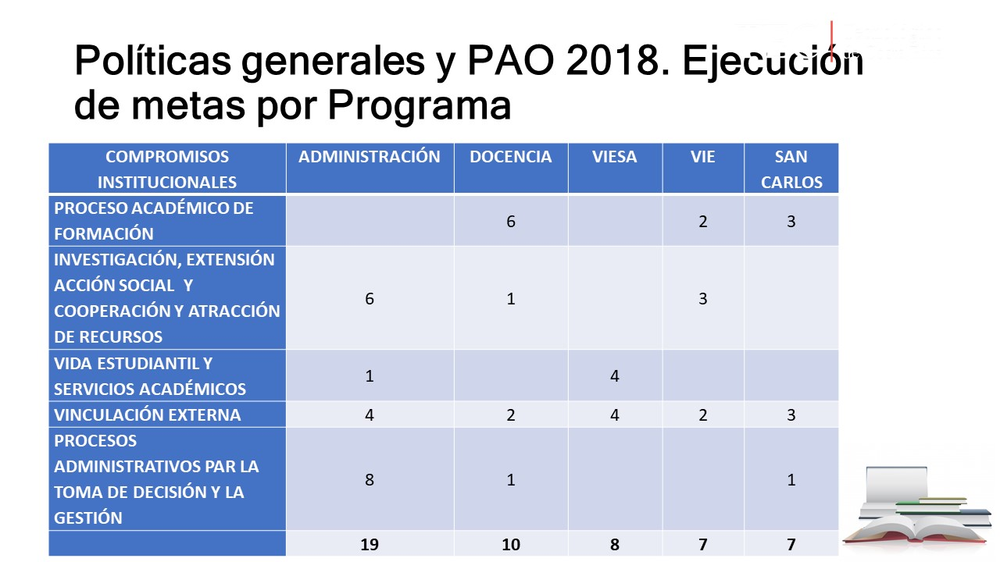 Políticas generales y PAO 2018. Ejecución
de metas por Programa
COMPROMISOS INSTITUCIONALES ADMINISTRACIÓN DOCENCIA VIESA VIE SAN CARLOS
PROCESO ACADÉMICO DE
FORMACIÓN 6 2 3
INVESTIGACIÓN, EXTENSIÓN
ACCIÓN SOCIAL Y
COOPERACIÓN Y ATRACCIÓN
DE RECURSOS 6 1 3
VIDA ESTUDIANTIL Y
SERVICIOS ACADÉMICOS 1 4
VINCULACIÓN EXTERNA 4 2 4 2 3
PROCESOS
ADMINISTRATIVOS PAR LA
TOMA DE DECISIÓN Y LA
GESTIÓN 8 1 1
19 10 8 7 7